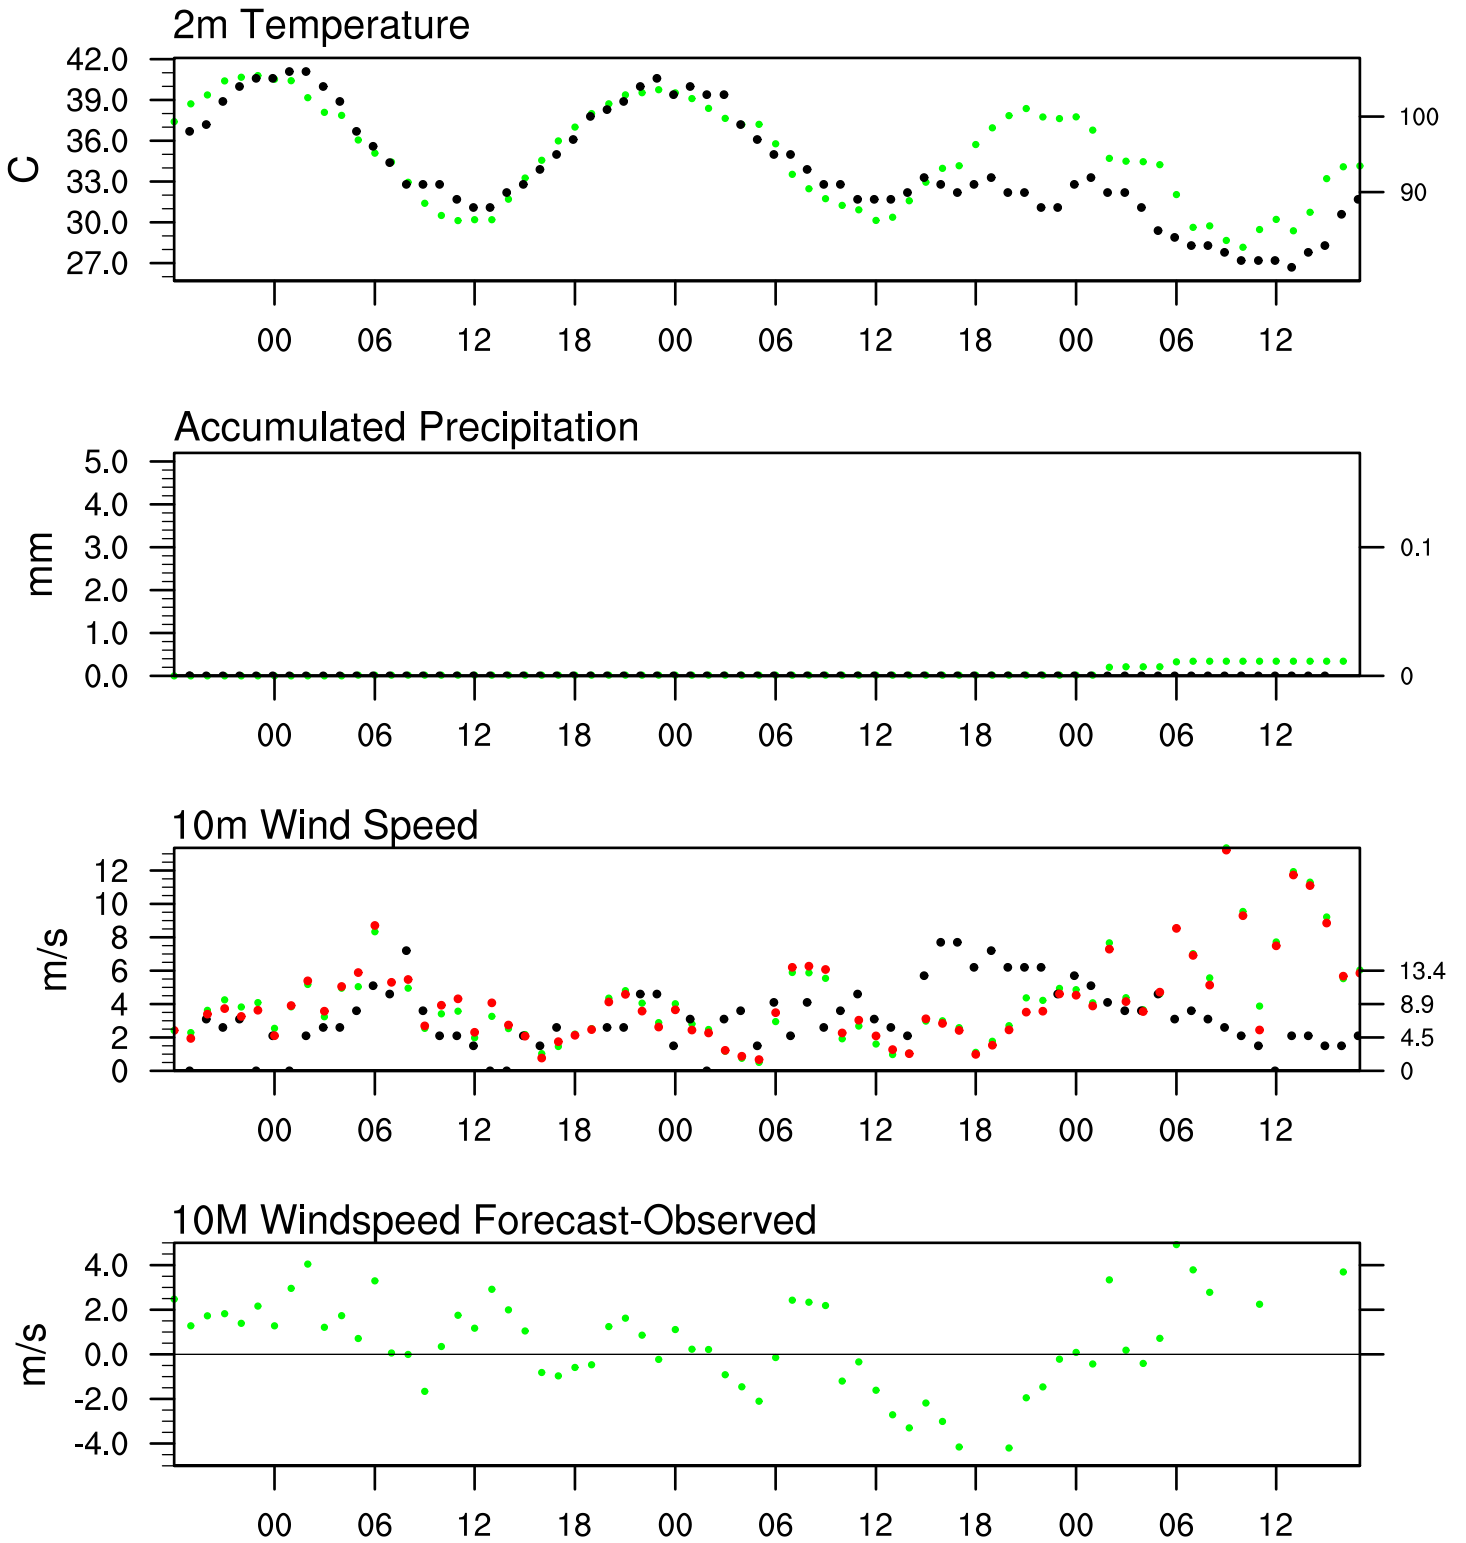 2m Temperature
42.0
39.0
36.0
33.0
30.0
27.0
C
100
90
00 06 12 18 00 06 12 18 00 06 12
Accumulated Precipitation
5.0
4.0
3.0
2.0
1.0
0.0
mm
0.1
0
00 06 12 18 00 06 12 18 00 06 12
10m Wind Speed
12
10
8
6
4
2
0
m/s
13.4
8.9
4.5
0
00 06 12 18 00 06 12 18 00 06 12
10M Windspeed Forecast-Observed
4.0
2.0
0.0
-2.0
-4.0
m/s
00 06 12 18 00 06 12 18 00 06 12